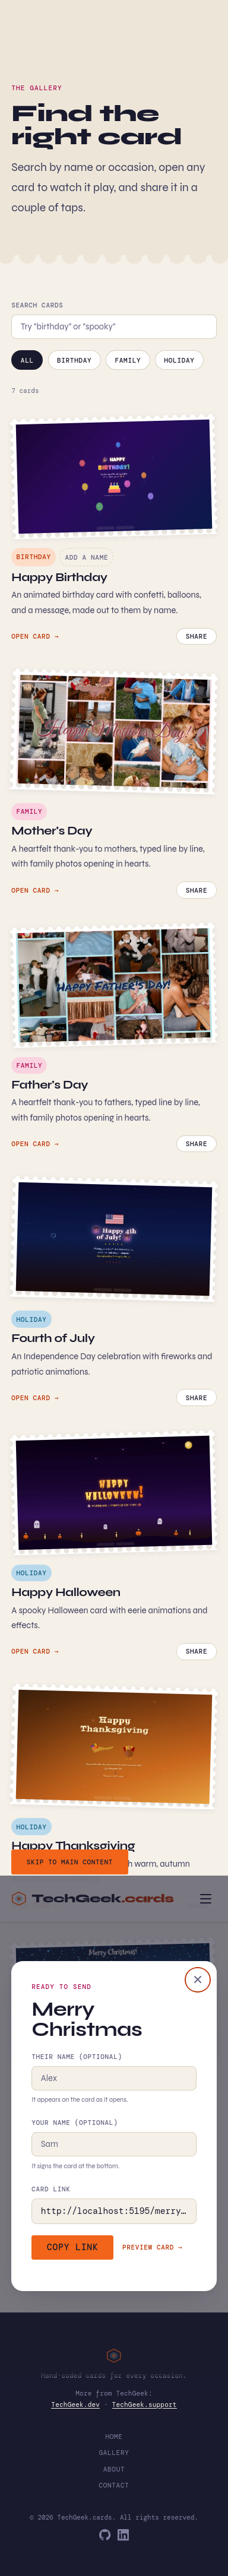 THE GALLERY
Find the
right card
Search by name or occasion, open any
card to watch it play, and share it in a
couple of taps.
SEARCH CARDS
Try "birthday" or "spooky"
ALL
BIRTHDAY
FAMILY
HOLIDAY
7 cards
HAPPY
BIRTHDAY!
BIRTHDAY
ADD A NAME
Happy Birthday
An animated birthday card with confetti, balloons,
and a message, made out to them by name.
OPEN CARD →
SHARE
Happy Mother's Day!
FAMILY
Mother's Day
A heartfelt thank-you to mothers, typed line by line,
with family photos opening in hearts.
OPEN CARD →
SHARE
HAPPY FATHER'S DAY!
FAMILY
Father's Day
A heartfelt thank-you to fathers, typed line by line,
with family photos opening in hearts.
OPEN CARD →
SHARE
Happy 4th
of July!
HOLIDAY
Fourth of July
An Independence Day celebration with fireworks and
patriotic animations.
OPEN CARD →
SHARE
HAPPY
HALLOWEEN!
HOLIDAY
Happy Halloween
A spooky Halloween card with eerie animations and
effects.
OPEN CARD →
SHARE
Happy
Thanksgiving
HOLIDAY
Happy Thanksgiving
SKIP TO MAIN CONTENT
warm, autumn
TechGeek.cards
Merry Christmas!
READY TO SEND
Merry
Christmas
THEIR NAME (OPTIONAL)
Alex
It appears on the card as it opens.
YOUR NAME (OPTIONAL)
Sam
It signs the card at the bottom.
CARD LINK
http://localhost:5195/merry…
COPY LINK
PREVIEW CARD →
Hand-coded cards for every occasion.
More from TechGeek:
TechGeek.dev · TechGeek.support
HOME
GALLERY
ABOUT
CONTACT
© 2026 TechGeek.cards. All rights reserved.